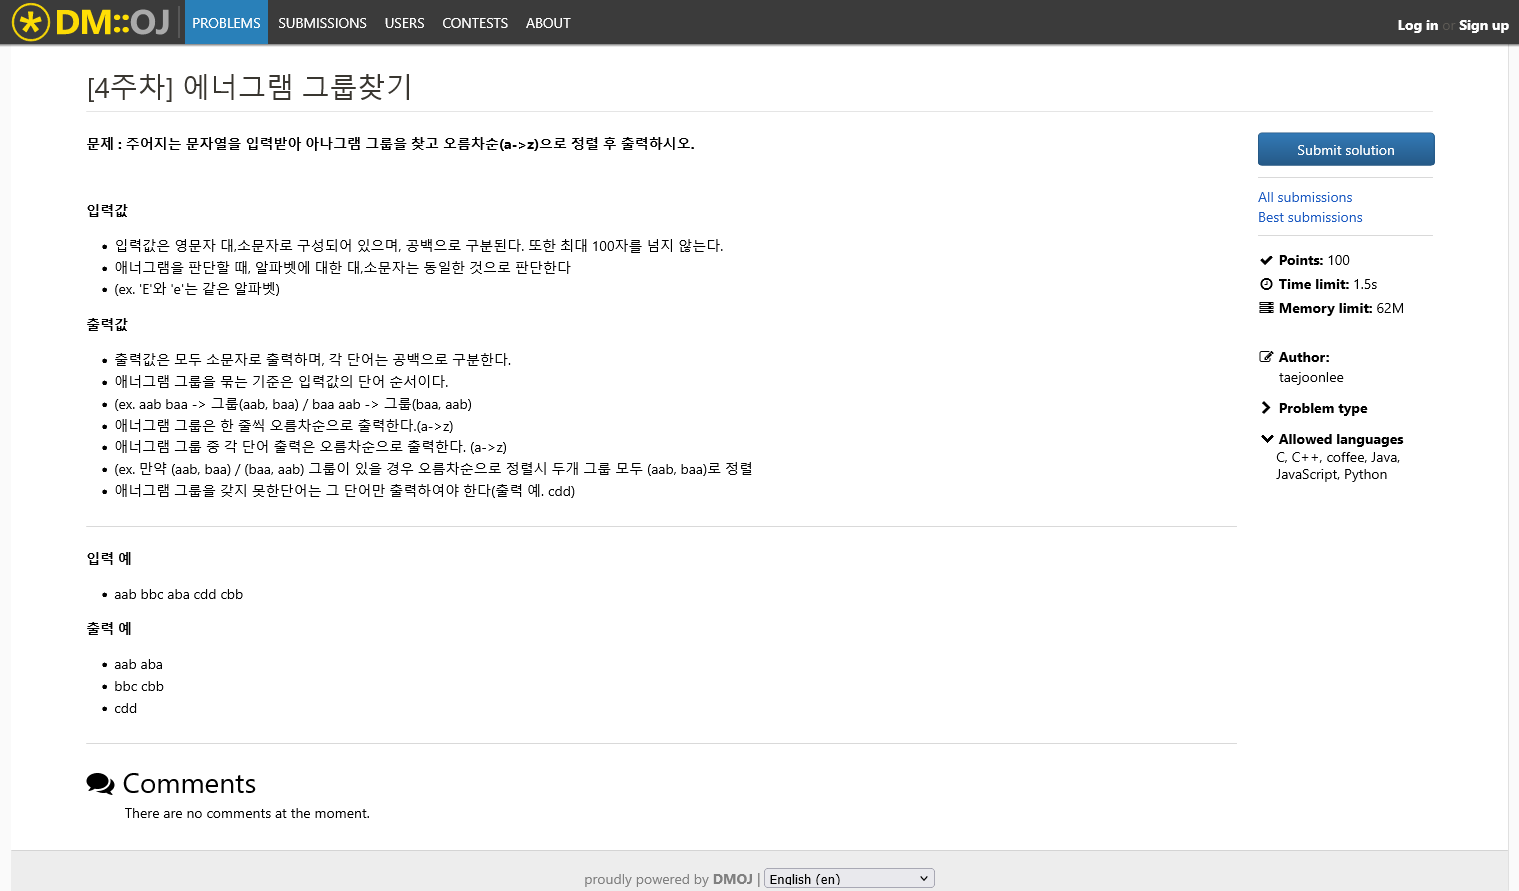 DM::OJ PROBLEMS SUBMISSIONS USERS CONTESTS ABOUT Log in or Sign up
[4주차] 에너그램 그룹찾기
문제 : 주어지는 문자열을 입력받아 아나그램 그룹을 찾고 오름차순(a->z)으로 정렬 후 출력하시오.
입력값
입력값은 영문자 대,소문자로 구성되어 있으며, 공백으로 구분된다. 또한 최대 100자를 넘지 않는다.
애너그램을 판단할 때, 알파벳에 대한 대,소문자는 동일한 것으로 판단한다
(ex. 'E'와 'e'는 같은 알파벳)
출력값
출력값은 모두 소문자로 출력하며, 각 단어는 공백으로 구분한다.
애너그램 그룹을 묶는 기준은 입력값의 단어 순서이다.
(ex. aab baa -> 그룹(aab, baa) / baa aab -> 그룹(baa, aab)
애너그램 그룹은 한 줄씩 오름차순으로 출력한다.(a->z)
애너그램 그룹 중 각 단어 출력은 오름차순으로 출력한다. (a->z)
(ex. 만약 (aab, baa) / (baa, aab) 그룹이 있을 경우 오름차순으로 정렬시 두개 그룹 모두 (aab, baa)로 정렬
애너그램 그룹을 갖지 못한단어는 그 단어만 출력하여야 한다(출력 예. cdd)
입력 예
aab bbc aba cdd cbb
출력 예
aab aba
bbc cbb
cdd
Submit solution
All submissions
Best submissions
Points: 100
Time limit: 1.5s
Memory limit: 62M
Author:
taejoonlee
Problem type
Allowed languages
C, C++, coffee, Java,
JavaScript, Python
Comments
There are no comments at the moment.
proudly powered by DMOJ | English (en)